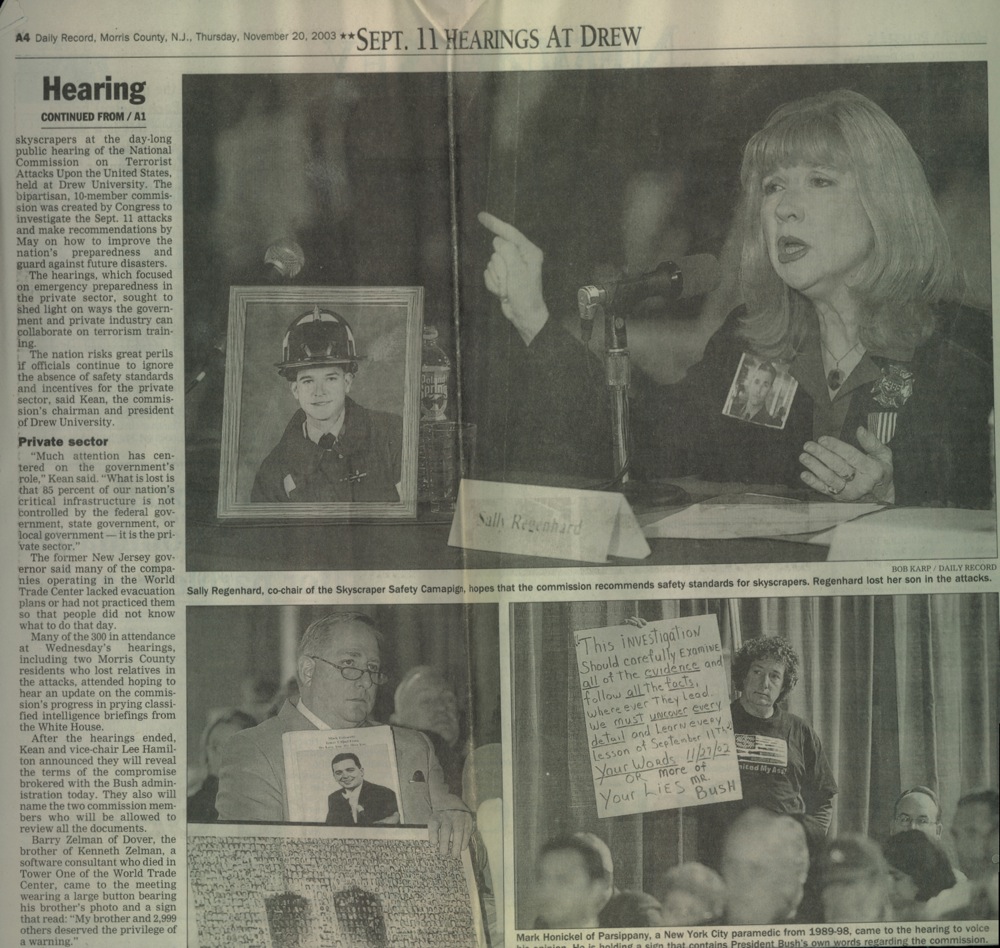 A4 Daily Record, Morris County, N.J., Thursday, November 20, 2003 ★★ SEPT. 11 HEARINGS AT DREW
Hearing
CONTINUED FROM / A1
skyscrapers at the day-long
public hearing of the National
Commission on Terrorist
Attacks Upon the United States,
held at Drew University. The
bipartisan, 10-member commis-
sion was created by Congress to
investigate the Sept. 11 attacks
and make recommendations by
May on how to improve the
nation's preparedness and
guard against future disasters.
The hearings, which focused
on emergency preparedness in
the private sector, sought to
shed light on ways the govern-
ment and private industry can
collaborate on terrorism train-
ing.
The nation risks great perils
if officials continue to ignore
the absence of safety standards
and incentives for the private
sector, said Kean, the commis-
sion's chairman and president
of Drew University.
Private sector
"Much attention has cen-
tered on the government's
role," Kean said. "What is lost is
that 85 percent of our nation's
critical infrastructure is not
controlled by the federal gov-
ernment, state government, or
local government — it is the pri-
vate sector."
The former New Jersey gov-
ernor said many of the compa-
nies operating in the World
Trade Center lacked evacuation
plans or had not practiced them
so that people did not know
what to do that day.
Many of the 300 in attendance
at Wednesday's hearings,
including two Morris County
residents who lost relatives in
the attacks, attended hoping to
hear an update on the commis-
sion's progress in prying classi-
fied intelligence briefings from
the White House.
After the hearings ended,
Kean and vice-chair Lee Hamil-
ton announced they will reveal
the terms of the compromise
brokered with the Bush admin-
istration today. They also will
name the two commission mem-
bers who will be allowed to
review all the documents.
Barry Zelman of Dover, the
brother of Kenneth Zelman, a
software consultant who died in
Tower One of the World Trade
Center, came to the meeting
wearing a large button bearing
his brother's photo and a sign
that read: "My brother and 2,999
others deserved the privilege of
a warning."
Sally Regenhard
BOB KARP / DAILY RECORD
Sally Regenhard, co-chair of the Skyscraper Safety Camapign, hopes that the commission recommends safety standards for skyscrapers. Regenhard lost her son in the attacks.
"This INVESTIGATION
Should carefully EXAMINE
all of the evidence and
follow all the facts,
wherever They Lead.
We must uncover every
detail and Learn every
lesson of September 11th"
Your Words 11/27/02
OR more of
Your LIES MR.
BUSH
Mark Honickel of Parsippany, a New York City paramedic from 1989-98, came to the hearing to voice
his opinion. He is holding a sign that contains President Bush's own words regarding the commission